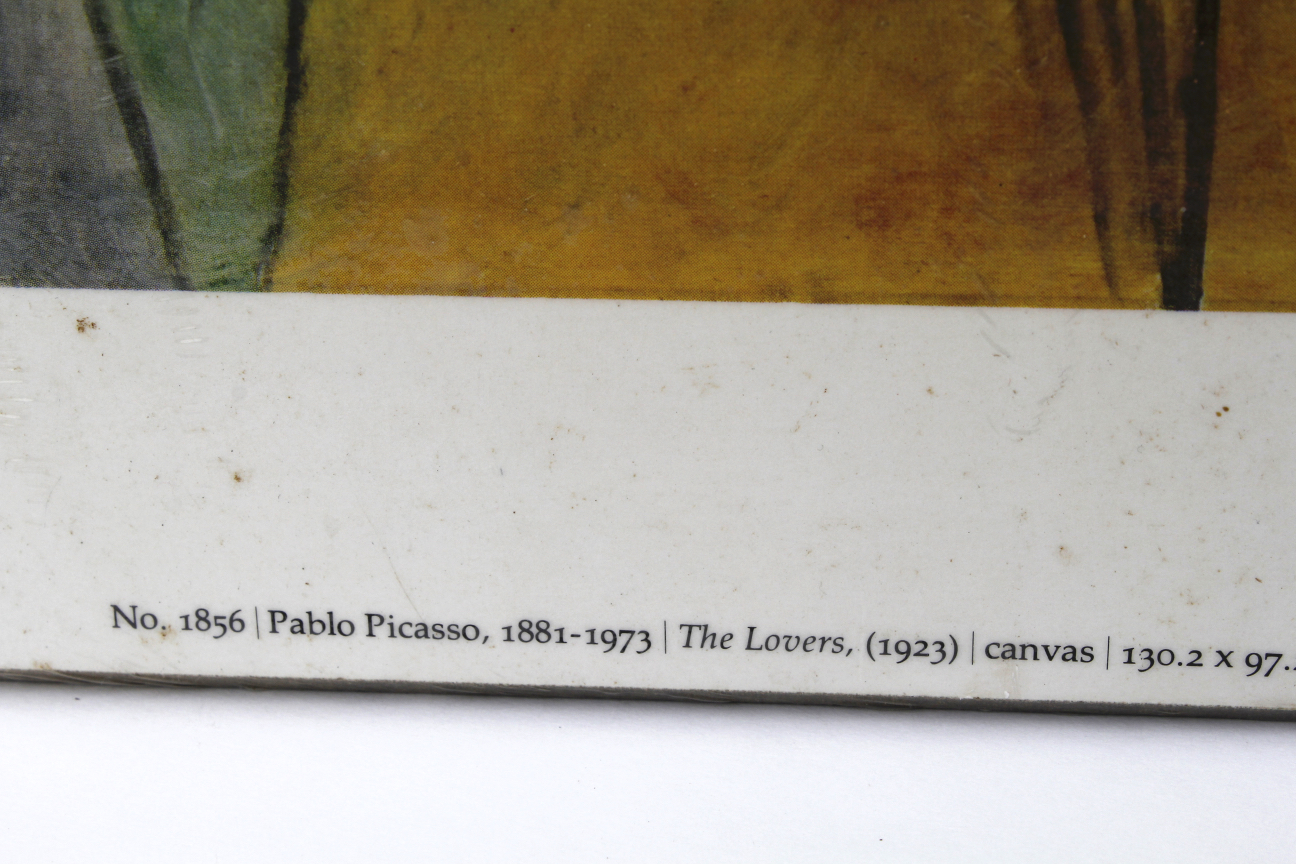 No. 1856 | Pablo Picasso, 1881-1973 | The Lovers, (1923) | canvas | 130.2 x 97.